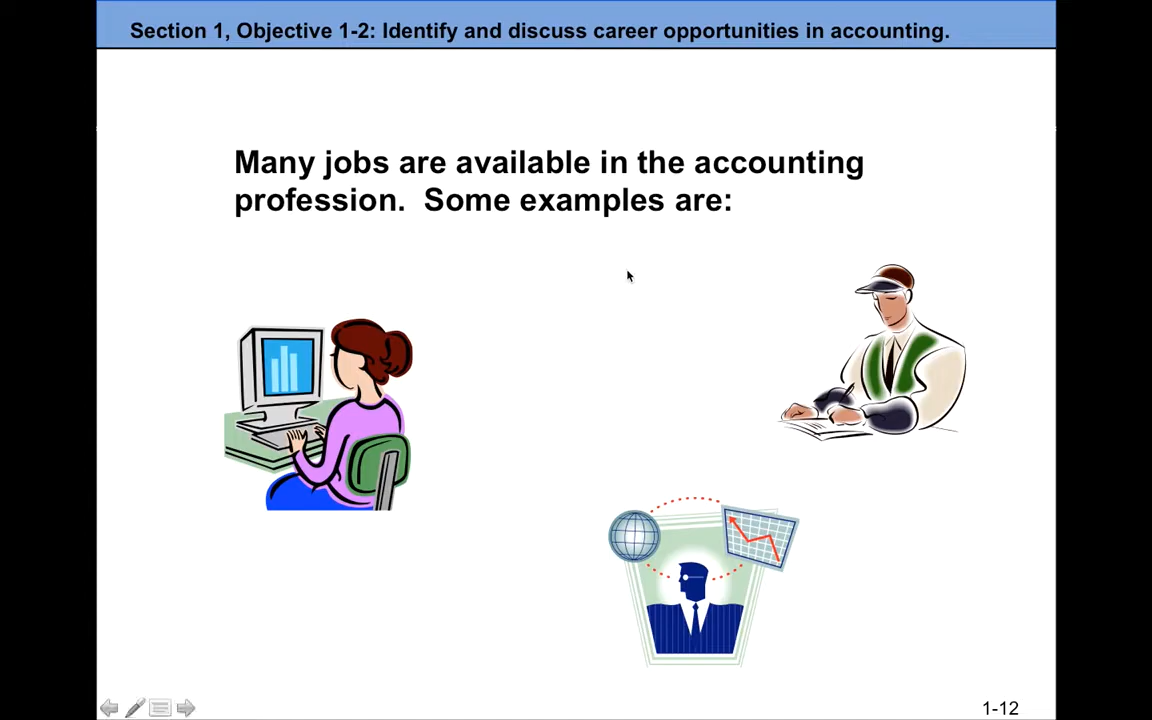 Section 1, Objective 1-2: Identify and discuss career opportunities in accounting.
Many jobs are available in the accounting
profession.  Some examples are:
1-12